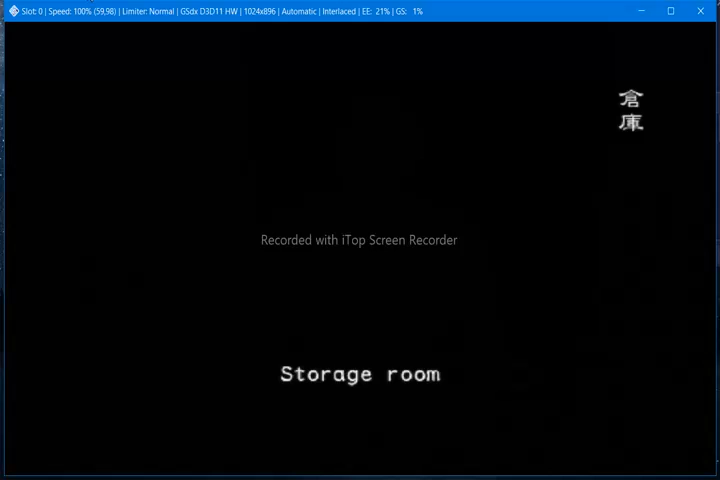 Slot: 0 | Speed: 100% (59,98) | Limiter: Normal | GSdx D3D11 HW | 1024x896 | Automatic | Interlaced | EE: 21% | GS: 1%
倉庫
Recorded with iTop Screen Recorder
Storage room